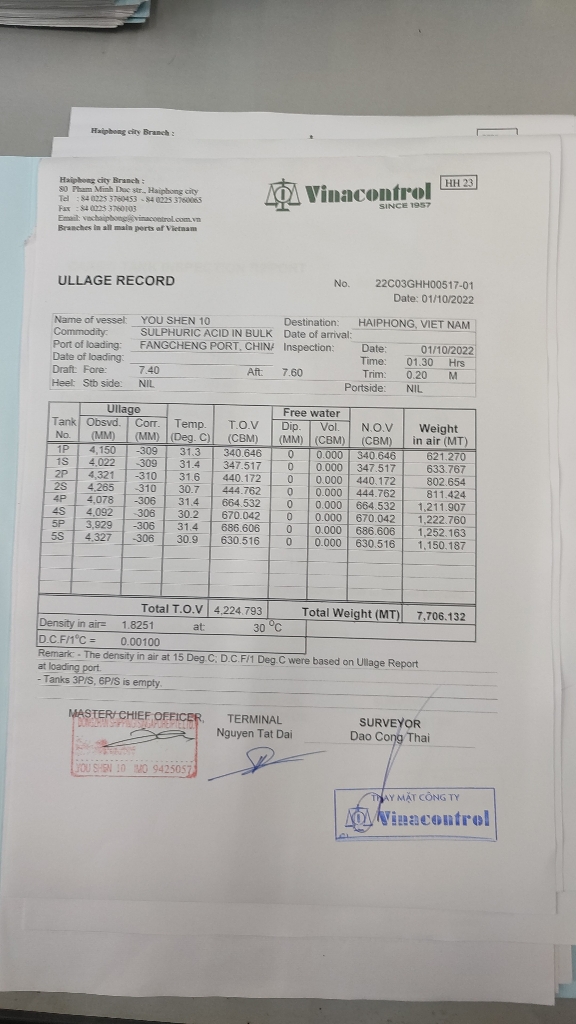 Haiphong city Branch :
Haiphong city Branch :
80 Pham Minh Duc str., Haiphong city
Tel : 84 0225 3760453 - 84 0225 3760065
Fax : 84 0225 3760103
Email: vnchaiphong@vinacontrol.com.vn
Branches in all main ports of Vietnam
Vinacontrol
SINCE 1957
HH 23
ULLAGE RECORD
No. 22C03GHH00517-01
Date: 01/10/2022
Name of vessel: YOU SHEN 10 Destination: HAIPHONG, VIET NAM
Commodity: SULPHURIC ACID IN BULK Date of arrival:
Port of loading: FANGCHENG PORT, CHINA Inspection: Date: 01/10/2022
Date of loading: Time: 01.30 Hrs
Draft: Fore: 7.40 Aft: 7.60 Trim: 0.20 M
Heel: Stb side: NIL Portside: NIL
Ullage Free water
Tank Obsvd. Corr. Temp. T.O.V Dip. Vol. N.O.V Weight
No. (MM) (MM) (Deg. C) (CBM) (MM) (CBM) (CBM) in air (MT)
1P 4,150 -309 31.3 340.646 0 0.000 340.646 621.270
1S 4,022 -309 31.4 347.517 0 0.000 347.517 633.767
2P 4,321 -310 31.6 440.172 0 0.000 440.172 802.654
2S 4,265 -310 30.7 444.762 0 0.000 444.762 811.424
4P 4,078 -306 31.4 664.532 0 0.000 664.532 1,211.907
4S 4,092 -306 30.2 670.042 0 0.000 670.042 1,222.760
5P 3,929 -306 31.4 686.606 0 0.000 686.606 1,252.163
5S 4,327 -306 30.9 630.516 0 0.000 630.516 1,150.187
Total T.O.V 4,224.793 Total Weight (MT) 7,706.132
Density in air= 1.8251 at: 30 °C
D.C.F/1°C = 0.00100
Remark: - The density in air at 15 Deg.C; D.C.F/1 Deg.C were based on Ullage Report
at loading port.
- Tanks 3P/S, 6P/S is empty.
MASTER/ CHIEF OFFICER, TERMINAL SURVEYOR
Nguyen Tat Dai Dao Cong Thai
YOU SHEN 10 IMO 9425057
THAY MẶT CÔNG TY
Vinacontrol